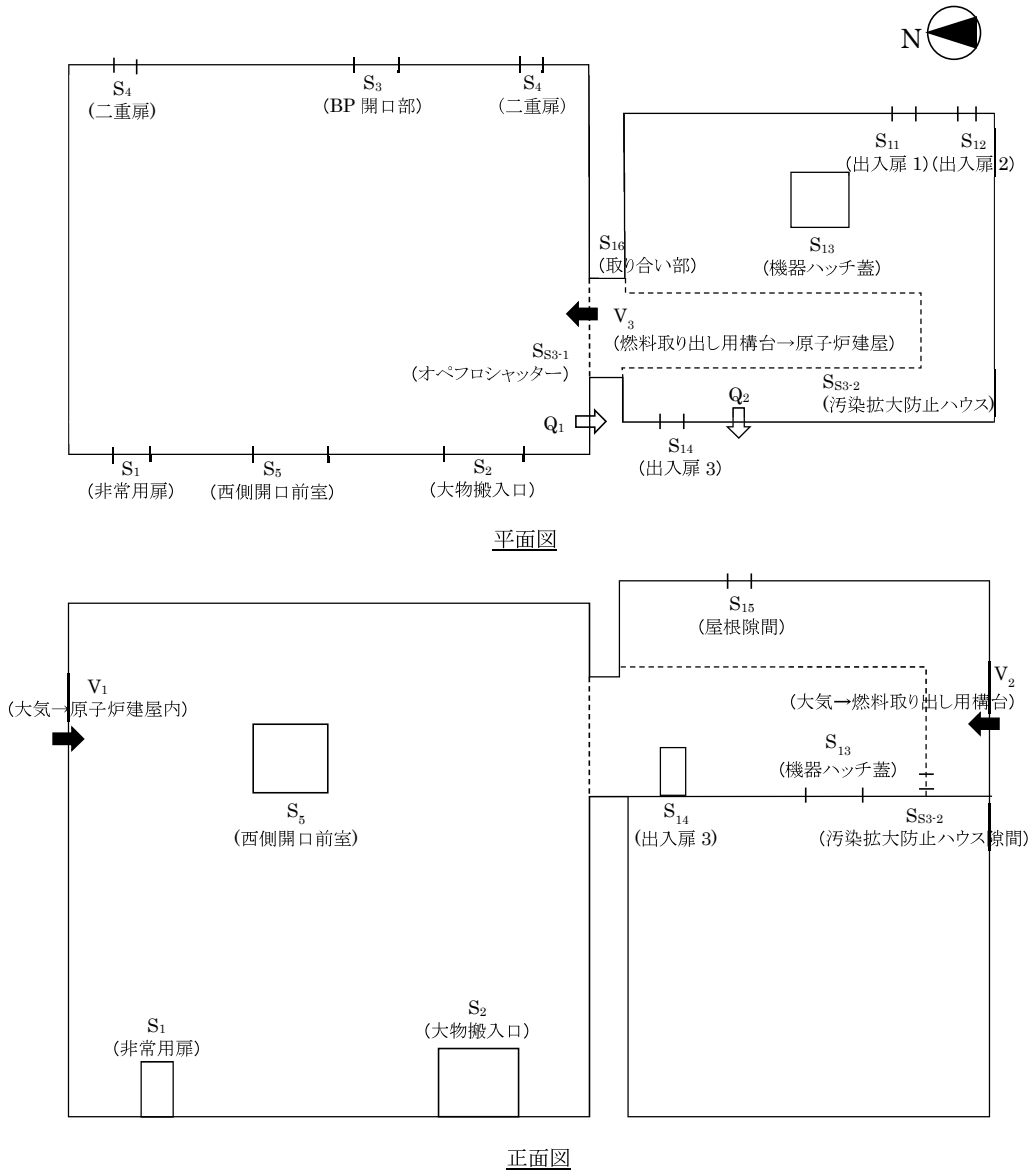 N
S4
(二重扉)
S3
(BP 開口部)
S4
(二重扉)
S11
(出入扉 1)
S12
(出入扉 2)
S13
(機器ハッチ蓋)
S16
(取り合い部)
V3
(燃料取り出し用構台→原子炉建屋)
SS3-1
(オペフロシャッター)
SS3-2
(汚染拡大防止ハウス)
Q1
Q2
S14
(出入扉 3)
S1
(非常用扉)
S5
(西側開口前室)
S2
(大物搬入口)
平面図
S15
(屋根隙間)
V1
(大気→原子炉建屋内)
V2
(大気→燃料取り出し用構台)
S13
(機器ハッチ蓋)
S5
(西側開口前室)
S14
(出入扉 3)
SS3-2
(汚染拡大防止ハウス隙間)
S1
(非常用扉)
S2
(大物搬入口)
正面図